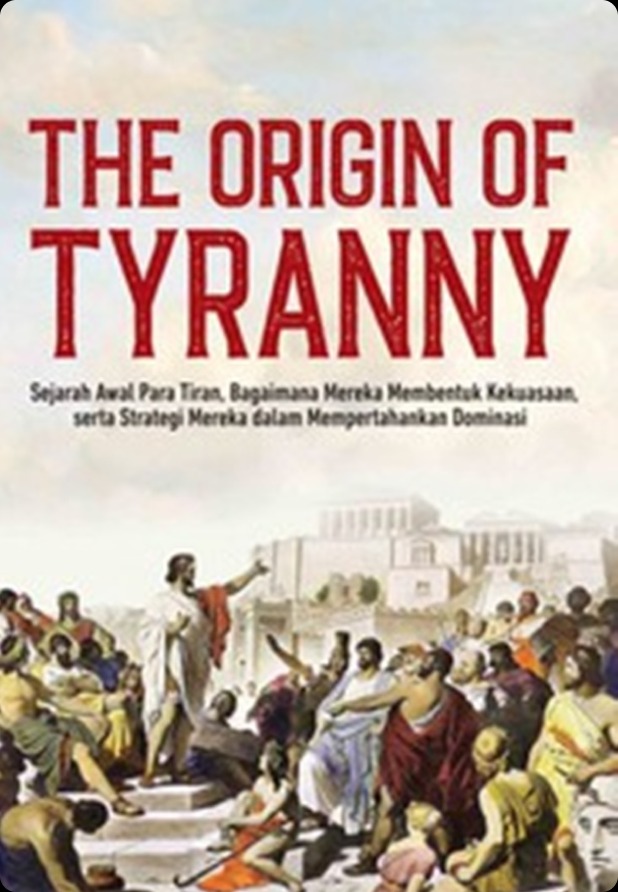 THE ORIGIN OF
TYRANNY
Sejarah Awal Para Tiran, Bagaimana Mereka Membentuk Kekuasaan,
serta Strategi Mereka dalam Mempertahankan Dominasi